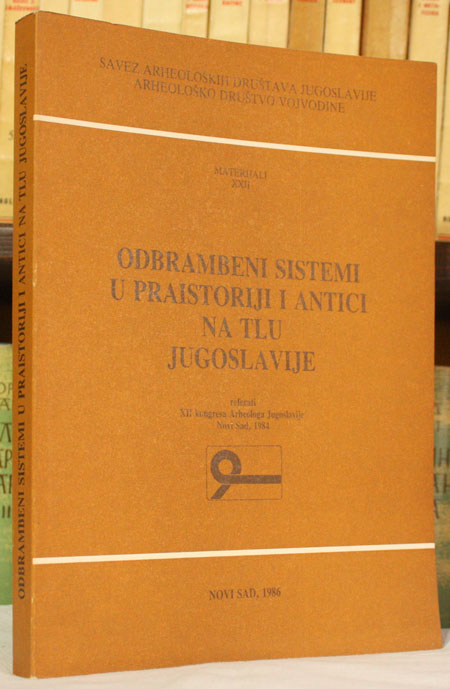 SAVEZ ARHEOLOŠKIH DRUŠTAVA JUGOSLAVIJE
ARHEOLOŠKO DRUŠTVO VOJVODINE
MATERIJALI
XXII
ODBRAMBENI SISTEMI
U PRAISTORIJI I ANTICI
NA TLU
JUGOSLAVIJE
referati
XII kongresa Arheologa Jugoslavije
Novi Sad, 1984
NOVI SAD, 1986
ODBRAMBENI SISTEMI U PRAISTORIJI I ANTICI NA TLU JUGOSLAVIJE